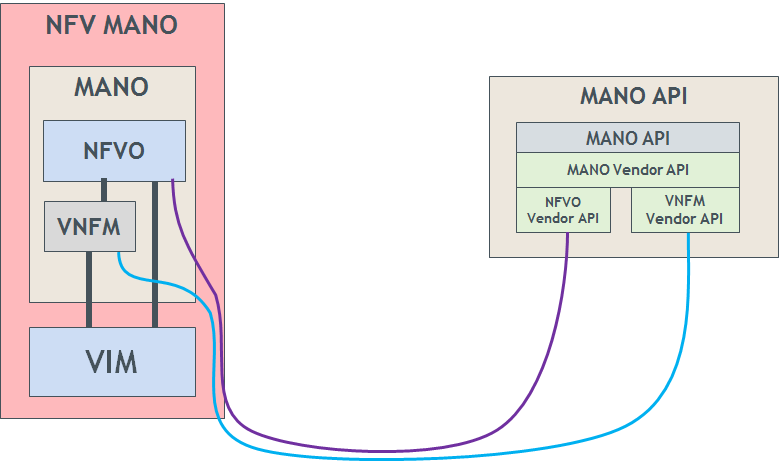 NFV MANO
MANO
NFVO
VNFM
VIM
MANO API
MANO API
MANO Vendor API
NFVO
Vendor API
VNFM
Vendor API